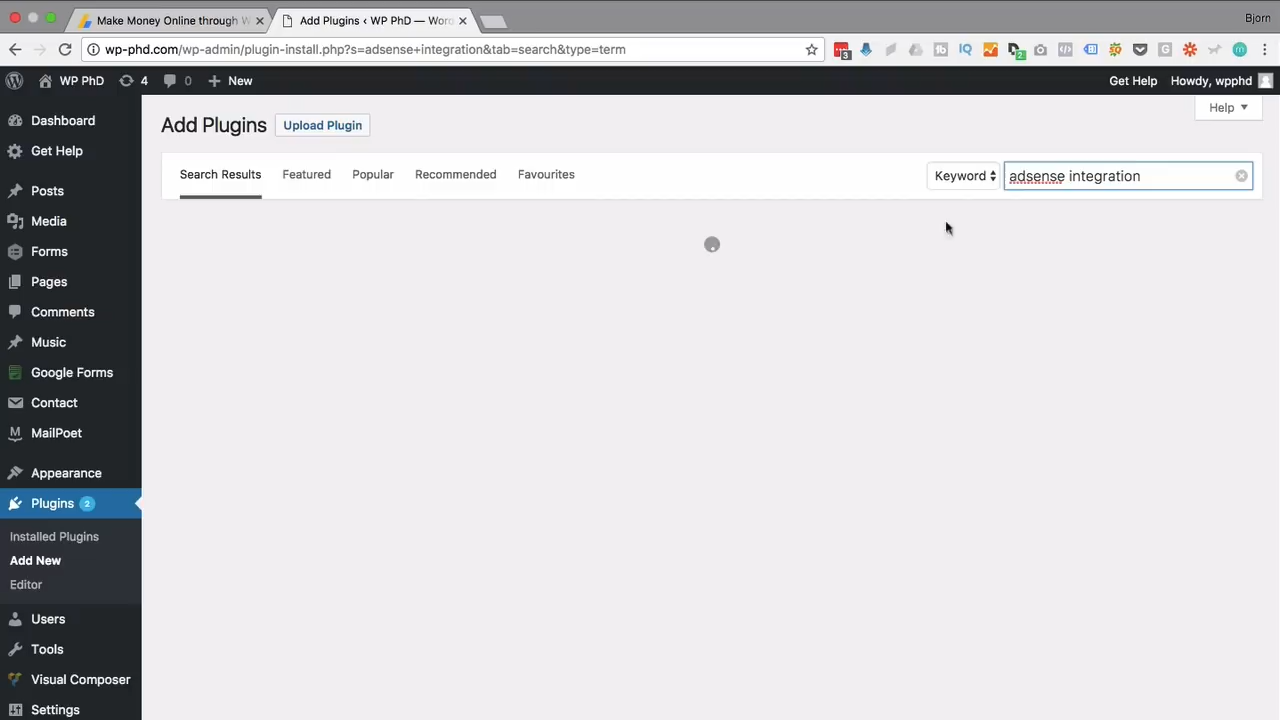 Make Money Online through W
Add Plugins ‹ WP PhD — Wor
Bjorn
wp-phd.com/wp-admin/plugin-install.php?s=adsense+integration&tab=search&type=term
3
2
WP PhD
4
0
New
Get Help
Howdy, wpphd
Help
Dashboard
Get Help
Posts
Media
Forms
Pages
Comments
Music
Google Forms
Contact
MailPoet
Appearance
Plugins 2
Installed Plugins
Add New
Editor
Users
Tools
Visual Composer
Settings
Add Plugins
Upload Plugin
Search Results
Featured
Popular
Recommended
Favourites
Keyword
adsense integration